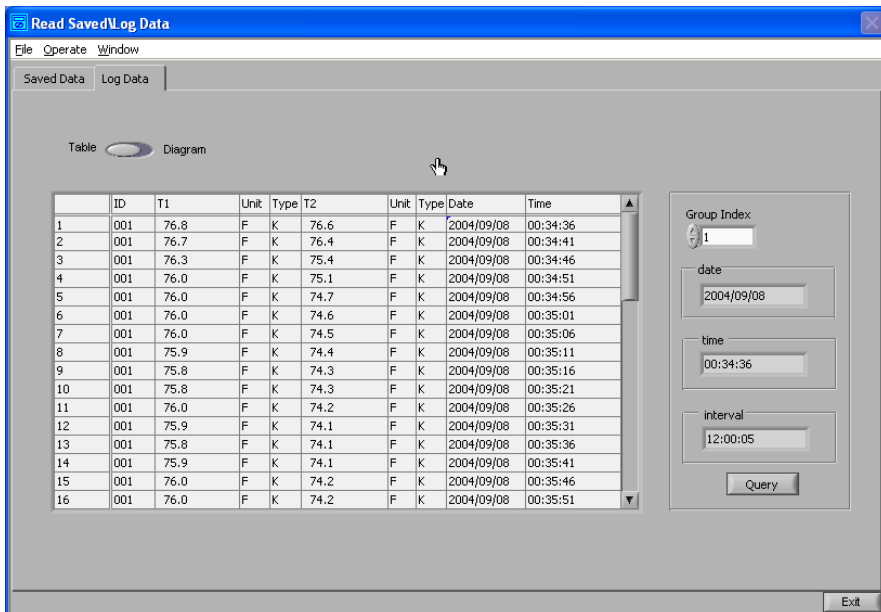 Read Saved\Log Data
File Operate Window
Saved Data Log Data
Table Diagram
ID T1 Unit Type T2 Unit Type Date Time
1 001 76.8 F K 76.6 F K 2004/09/08 00:34:36
2 001 76.7 F K 76.4 F K 2004/09/08 00:34:41
3 001 76.3 F K 75.4 F K 2004/09/08 00:34:46
4 001 76.0 F K 75.1 F K 2004/09/08 00:34:51
5 001 76.0 F K 74.7 F K 2004/09/08 00:34:56
6 001 76.0 F K 74.6 F K 2004/09/08 00:35:01
7 001 76.0 F K 74.5 F K 2004/09/08 00:35:06
8 001 75.9 F K 74.4 F K 2004/09/08 00:35:11
9 001 75.8 F K 74.3 F K 2004/09/08 00:35:16
10 001 75.8 F K 74.3 F K 2004/09/08 00:35:21
11 001 76.0 F K 74.2 F K 2004/09/08 00:35:26
12 001 75.9 F K 74.1 F K 2004/09/08 00:35:31
13 001 75.8 F K 74.1 F K 2004/09/08 00:35:36
14 001 75.9 F K 74.1 F K 2004/09/08 00:35:41
15 001 76.0 F K 74.2 F K 2004/09/08 00:35:46
16 001 76.0 F K 74.2 F K 2004/09/08 00:35:51
Group Index
1
date
2004/09/08
time
00:34:36
interval
12:00:05
Query
Exit